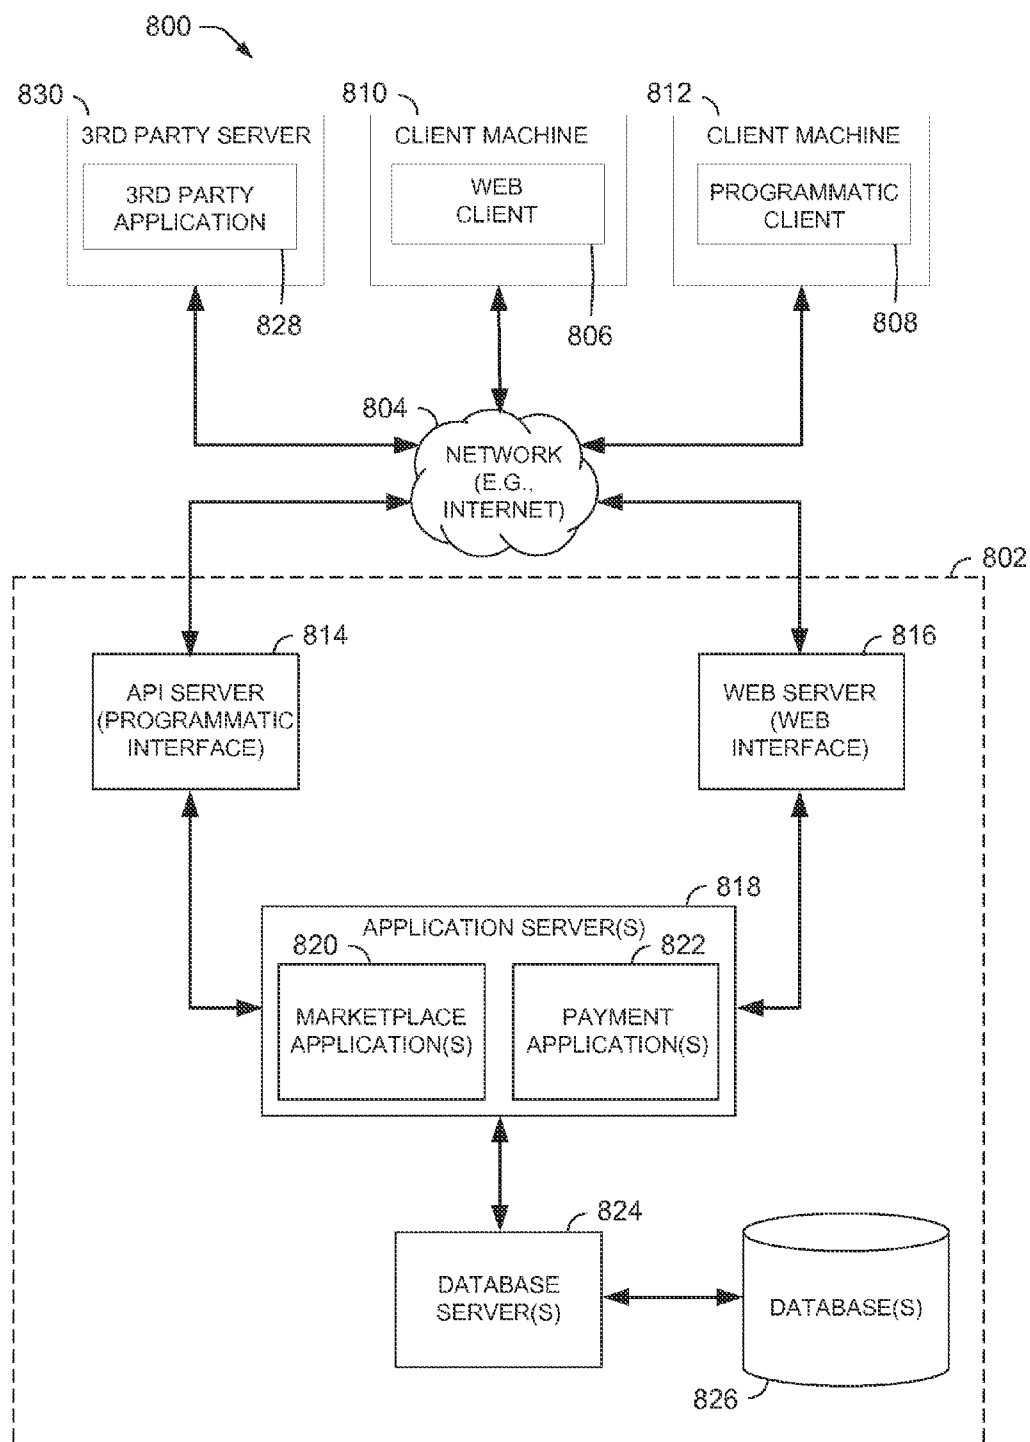 800
830
810
812
3RD PARTY SERVER
CLIENT MACHINE
CLIENT MACHINE
3RD PARTY
APPLICATION
WEB
CLIENT
PROGRAMMATIC
CLIENT
828
806
808
804
NETWORK
(E.G.,
INTERNET)
802
814
816
API SERVER
(PROGRAMMATIC
INTERFACE)
WEB SERVER
(WEB
INTERFACE)
818
APPLICATION SERVER(S)
820
822
MARKETPLACE
APPLICATION(S)
PAYMENT
APPLICATION(S)
824
DATABASE
SERVER(S)
DATABASE(S)
826